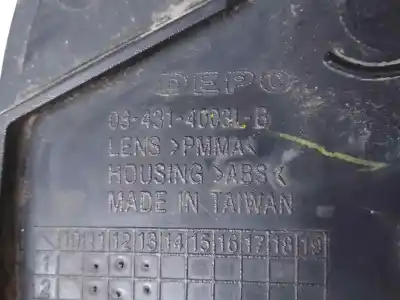 DEPO
LENS >PMMA<
HOUSING >ABS<
MADE IN TAIWAN
10 11 12 13 14 15 16 17 18 19
1
2